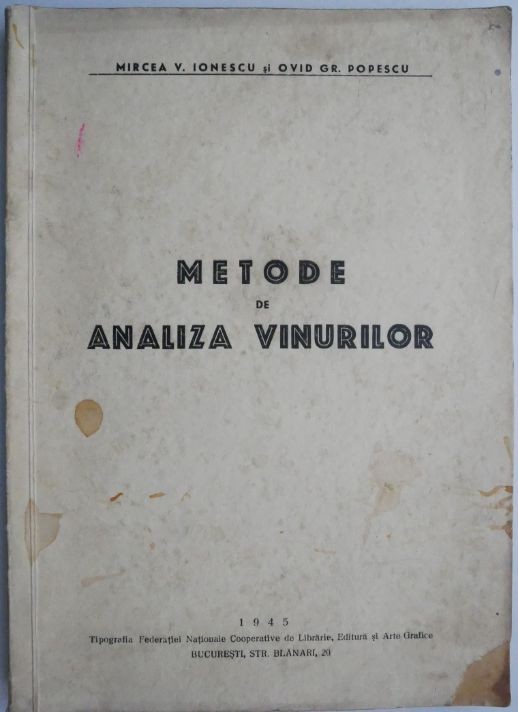 MIRCEA V. IONESCU și OVID GR. POPESCU
METODE
DE
ANALIZA VINURILOR
1945
Tipografia Federației Naționale Cooperative de Librărie, Editură și Arte Grafice
BUCUREȘTI, STR. BLĂNARI, 20